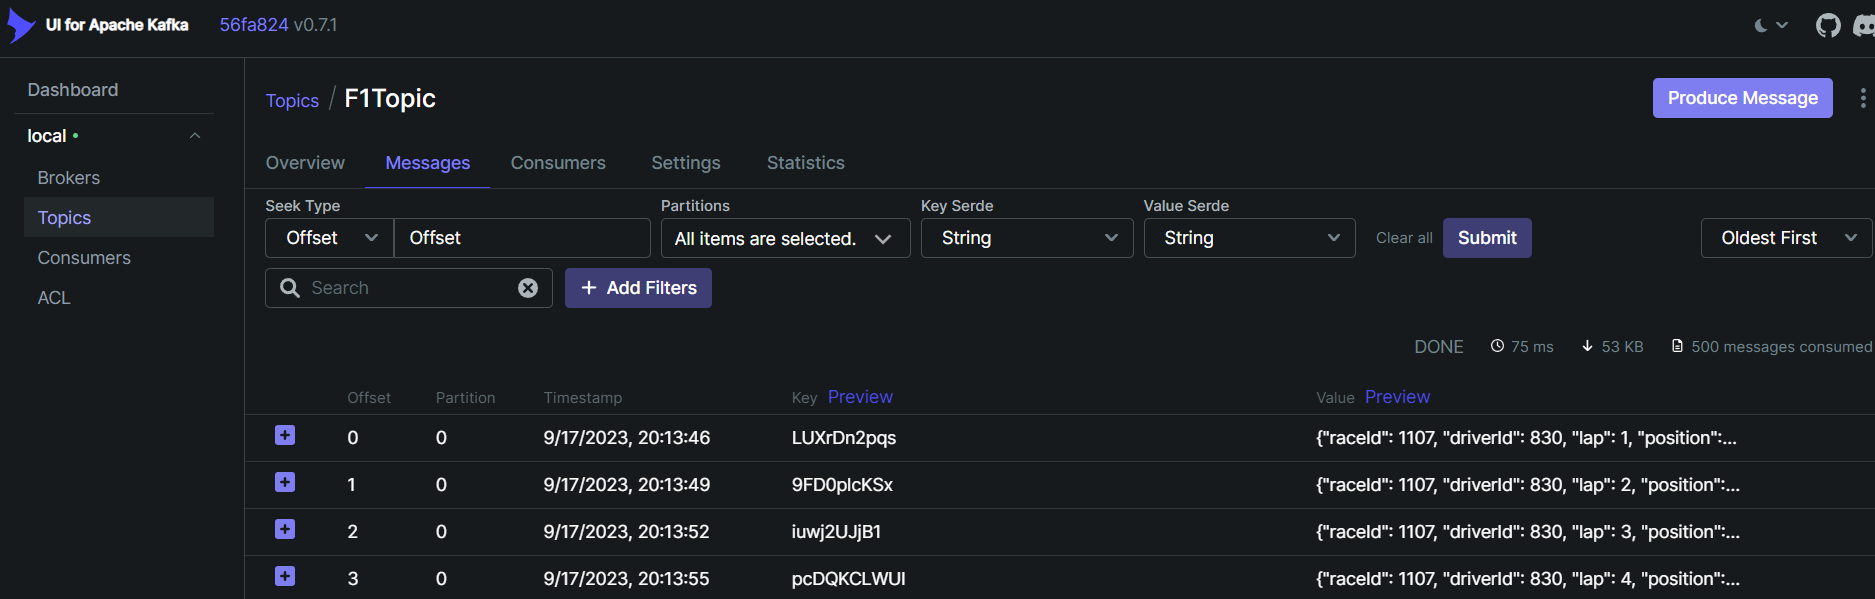 UI for Apache Kafka 56fa824 v0.7.1
Dashboard
local
Brokers
Topics
Consumers
ACL
Topics / F1Topic
Produce Message
Overview Messages Consumers Settings Statistics
Seek Type Partitions Key Serde Value Serde
Offset Offset All items are selected. String String Clear all Submit Oldest First
Search Add Filters
DONE 75 ms 53 KB 500 messages consumed
Offset Partition Timestamp Key Preview Value Preview
0 0 9/17/2023, 20:13:46 LUXrDn2pqs {"raceId": 1107, "driverId": 830, "lap": 1, "position":...
1 0 9/17/2023, 20:13:49 9FD0plcKSx {"raceId": 1107, "driverId": 830, "lap": 2, "position":...
2 0 9/17/2023, 20:13:52 iuwj2UJjB1 {"raceId": 1107, "driverId": 830, "lap": 3, "position":...
3 0 9/17/2023, 20:13:55 pcDQKCLWUI {"raceId": 1107, "driverId": 830, "lap": 4, "position":...